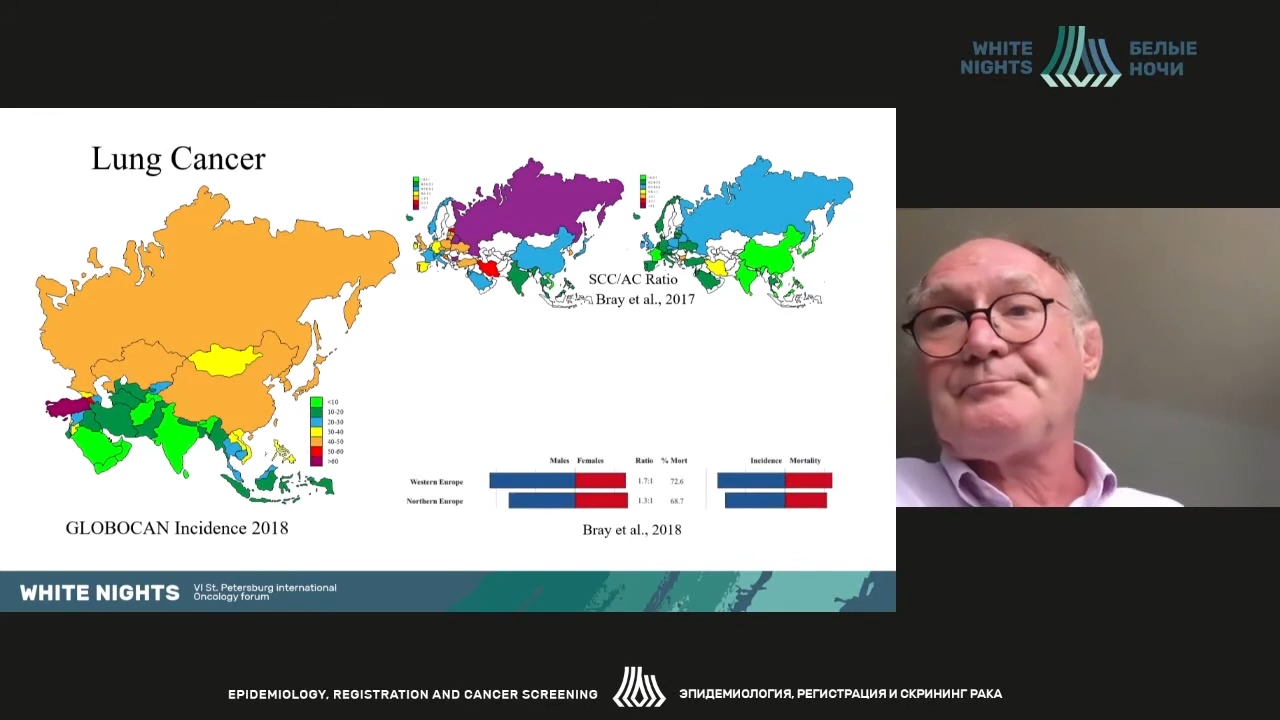 WHITE NIGHTS
БЕЛЫЕ НОЧИ
Lung Cancer
SCC/AC Ratio
Bray et al., 2017
<10
10-20
20-30
30-40
40-50
50-60
>60
GLOBOCAN Incidence 2018
Males Females Ratio % Mort Incidence Mortality
Western Europe 1.7:1 72.6
Northern Europe 1.3:1 68.7
Bray et al., 2018
WHITE NIGHTS
VI St. Petersburg international
Oncology forum
EPIDEMIOLOGY, REGISTRATION AND CANCER SCREENING
ЭПИДЕМИОЛОГИЯ, РЕГИСТРАЦИЯ И СКРИНИНГ РАКА